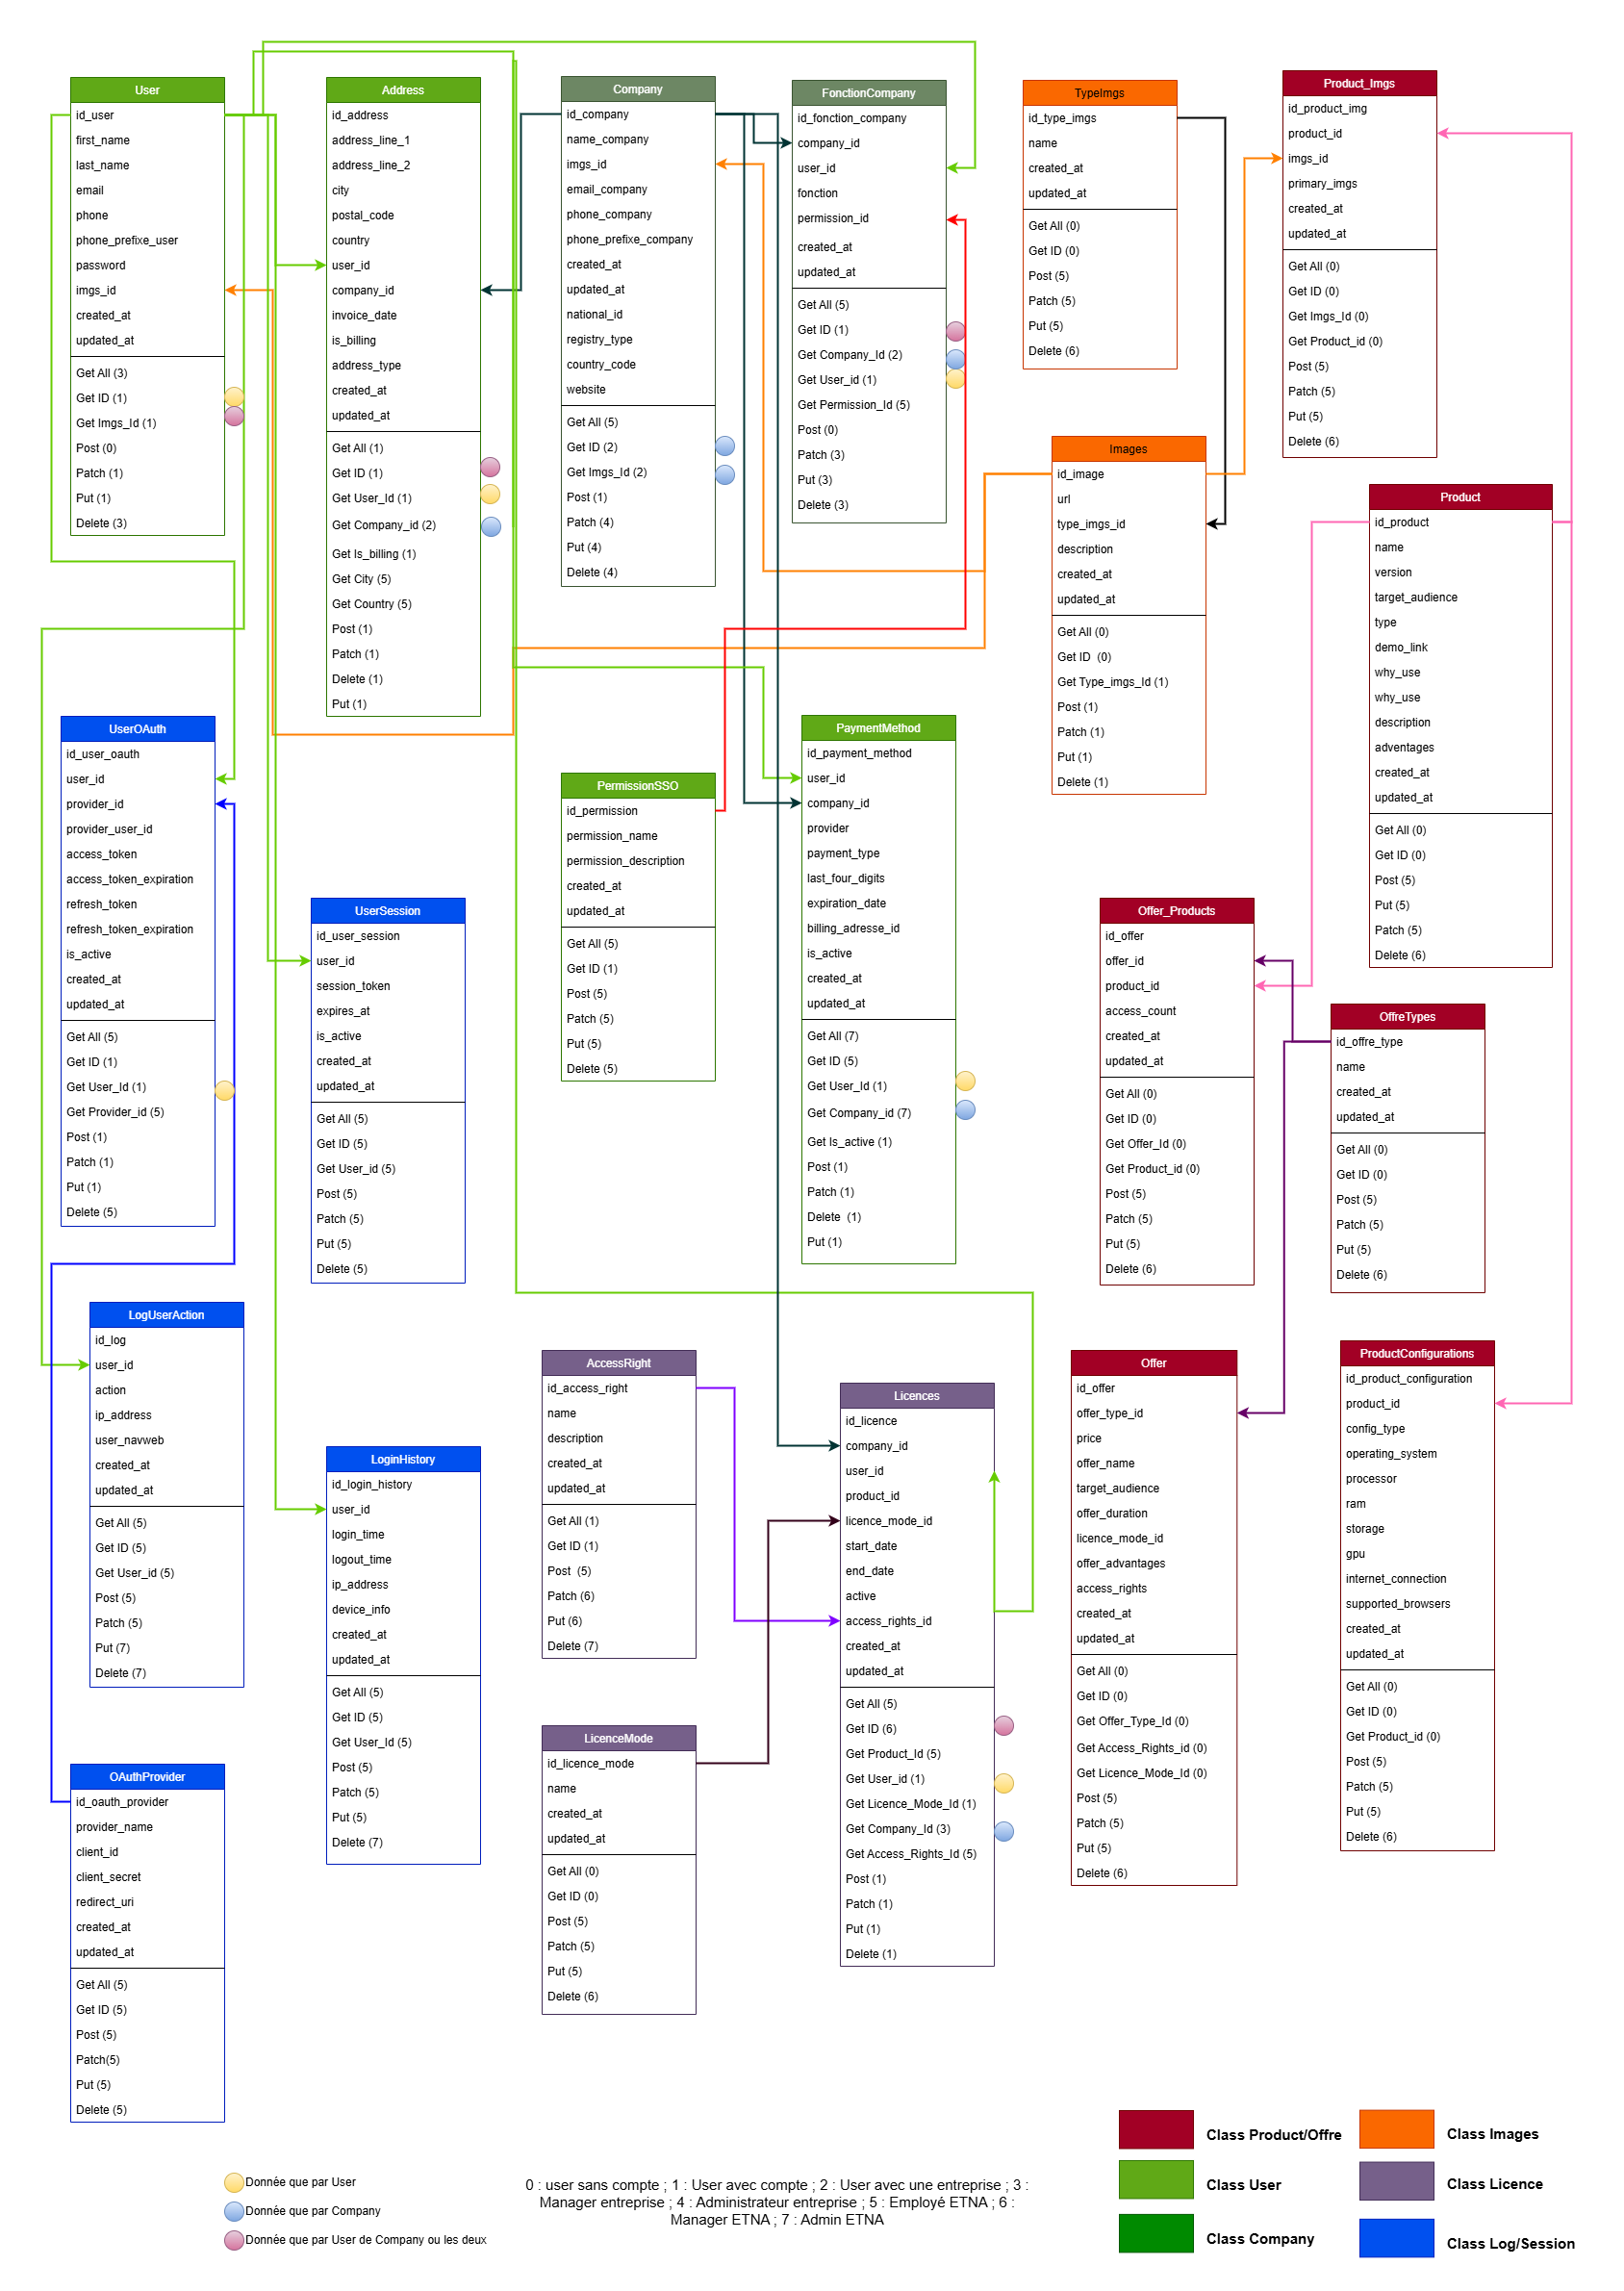 User
id_user
first_name
last_name
email
phone
phone_prefixe_user
password
imgs_id
created_at
updated_at
Get All (3)
Get ID (1)
Get Imgs_Id (1)
Post (0)
Patch (1)
Put (1)
Delete (3)
Address
id_address
address_line_1
address_line_2
city
postal_code
country
user_id
company_id
invoice_date
is_billing
address_type
created_at
updated_at
Get All (1)
Get ID (1)
Get User_Id (1)
Get Company_id (2)
Get Is_billing (1)
Get City (5)
Get Country (5)
Post (1)
Patch (1)
Delete (1)
Put (1)
Company
id_company
name_company
imgs_id
email_company
phone_company
phone_prefixe_company
created_at
updated_at
national_id
registry_type
country_code
website
Get All (5)
Get ID (2)
Get Imgs_Id (2)
Post (1)
Patch (4)
Put (4)
Delete (4)
FonctionCompany
id_fonction_company
company_id
user_id
fonction
permission_id
created_at
updated_at
Get All (5)
Get ID (1)
Get Company_Id (2)
Get User_id (1)
Get Permission_Id (5)
Post (0)
Patch (3)
Put (3)
Delete (3)
TypeImgs
id_type_imgs
name
created_at
updated_at
Get All (0)
Get ID (0)
Post (5)
Patch (5)
Put (5)
Delete (6)
Product_Imgs
id_product_img
product_id
imgs_id
primary_imgs
created_at
updated_at
Get All (0)
Get ID (0)
Get Imgs_Id (0)
Get Product_id (0)
Post (5)
Patch (5)
Put (5)
Delete (6)
Images
id_image
url
type_imgs_id
description
created_at
updated_at
Get All (0)
Get ID  (0)
Get Type_imgs_Id (1)
Post (1)
Patch (1)
Put (1)
Delete (1)
Product
id_product
name
version
target_audience
type
demo_link
why_use
why_use
description
adventages
created_at
updated_at
Get All (0)
Get ID (0)
Post (5)
Put (5)
Patch (5)
Delete (6)
UserOAuth
id_user_oauth
user_id
provider_id
provider_user_id
access_token
access_token_expiration
refresh_token
refresh_token_expiration
is_active
created_at
updated_at
Get All (5)
Get ID (1)
Get User_Id (1)
Get Provider_id (5)
Post (1)
Patch (1)
Put (1)
Delete (5)
UserSession
id_user_session
user_id
session_token
expires_at
is_active
created_at
updated_at
Get All (5)
Get ID (5)
Get User_id (5)
Post (5)
Patch (5)
Put (5)
Delete (5)
PermissionSSO
id_permission
permission_name
permission_description
created_at
updated_at
Get All (5)
Get ID (1)
Post (5)
Patch (5)
Put (5)
Delete (5)
PaymentMethod
id_payment_method
user_id
company_id
provider
payment_type
last_four_digits
expiration_date
billing_adresse_id
is_active
created_at
updated_at
Get All (7)
Get ID (5)
Get User_Id (1)
Get Company_id (7)
Get Is_active (1)
Post (1)
Patch (1)
Delete  (1)
Put (1)
Offer_Products
id_offer
offer_id
product_id
access_count
created_at
updated_at
Get All (0)
Get ID (0)
Get Offer_Id (0)
Get Product_id (0)
Post (5)
Patch (5)
Put (5)
Delete (6)
OffreTypes
id_offre_type
name
created_at
updated_at
Get All (0)
Get ID (0)
Post (5)
Patch (5)
Put (5)
Delete (6)
LogUserAction
id_log
user_id
action
ip_address
user_navweb
created_at
updated_at
Get All (5)
Get ID (5)
Get User_id (5)
Post (5)
Patch (5)
Put (7)
Delete (7)
LoginHistory
id_login_history
user_id
login_time
logout_time
ip_address
device_info
created_at
updated_at
Get All (5)
Get ID (5)
Get User_Id (5)
Post (5)
Patch (5)
Put (5)
Delete (7)
AccessRight
id_access_right
name
description
created_at
updated_at
Get All (1)
Get ID (1)
Post  (5)
Patch (6)
Put (6)
Delete (7)
Licences
id_licence
company_id
user_id
product_id
licence_mode_id
start_date
end_date
active
access_rights_id
created_at
updated_at
Get All (5)
Get ID (6)
Get Product_Id (5)
Get User_id (1)
Get Licence_Mode_Id (1)
Get Company_Id (3)
Get Access_Rights_Id (5)
Post (1)
Patch (1)
Put (1)
Delete (1)
Offer
id_offer
offer_type_id
price
offer_name
target_audience
offer_duration
licence_mode_id
offer_advantages
access_rights
created_at
updated_at
Get All (0)
Get ID (0)
Get Offer_Type_Id (0)
Get Access_Rights_id (0)
Get Licence_Mode_Id (0)
Post (5)
Patch (5)
Put (5)
Delete (6)
ProductConfigurations
id_product_configuration
product_id
config_type
operating_system
processor
ram
storage
gpu
internet_connection
supported_browsers
created_at
updated_at
Get All (0)
Get ID (0)
Get Product_id (0)
Post (5)
Patch (5)
Put (5)
Delete (6)
OAuthProvider
id_oauth_provider
provider_name
client_id
client_secret
redirect_uri
created_at
updated_at
Get All (5)
Get ID (5)
Post (5)
Patch(5)
Put (5)
Delete (5)
LicenceMode
id_licence_mode
name
created_at
updated_at
Get All (0)
Get ID (0)
Post (5)
Patch (5)
Put (5)
Delete (6)
Donnée que par User
Donnée que par Company
Donnée que par User de Company ou les deux
0 : user sans compte ; 1 : User avec compte ; 2 : User avec une entreprise ; 3 :
Manager entreprise ; 4 : Administrateur entreprise ; 5 : Employé ETNA ; 6 :
Manager ETNA ; 7 : Admin ETNA
Class Product/Offre
Class Images
Class User
Class Licence
Class Company
Class Log/Session